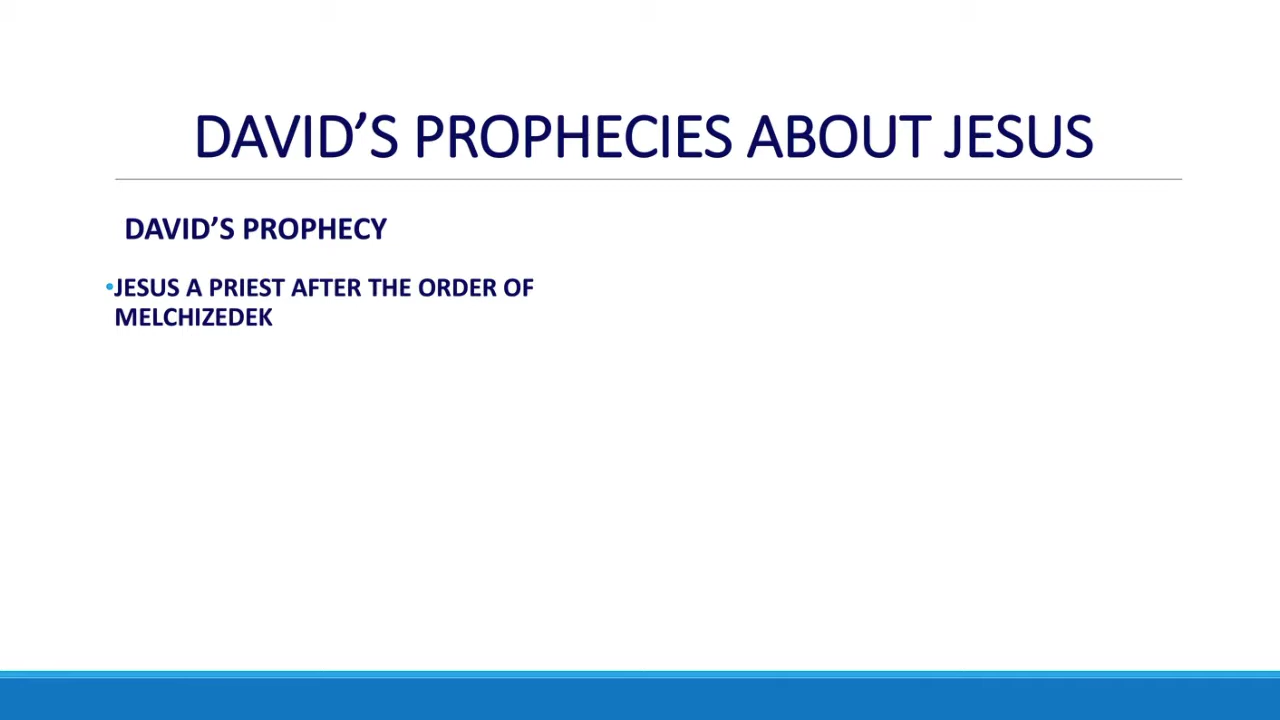 DAVID’S PROPHECIES ABOUT JESUS
DAVID’S PROPHECY
•JESUS A PRIEST AFTER THE ORDER OF
MELCHIZEDEK